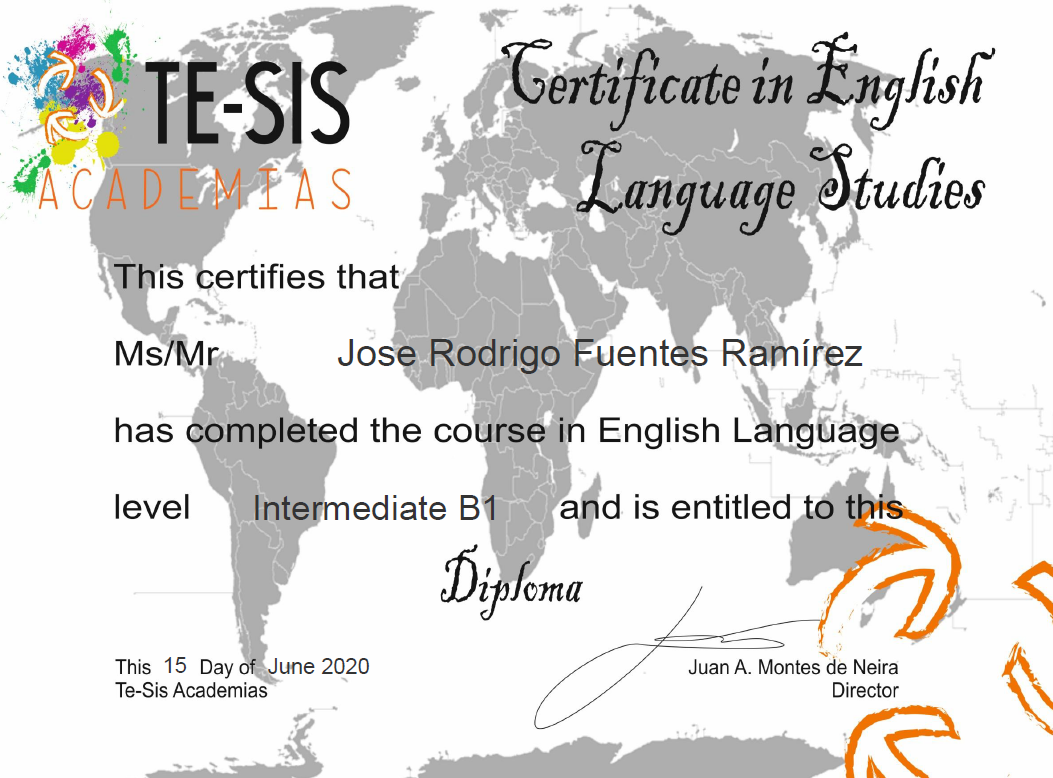 TE-SIS
ACADEMIAS
Certificate in English
Language Studies
This certifies that
Ms/Mr Jose Rodrigo Fuentes Ramírez
has completed the course in English Language
level Intermediate B1 and is entitled to this
Diploma
This 15 Day of June 2020
Te-Sis Academias
Juan A. Montes de Neira
Director